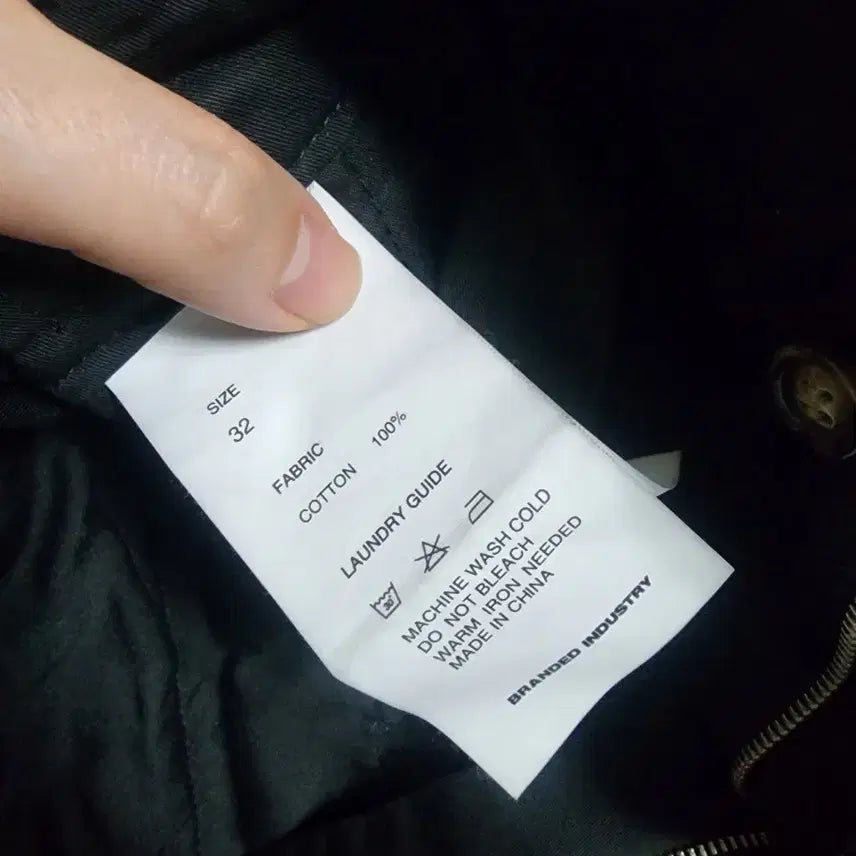 SIZE
32
FABRIC
COTTON 100%
LAUNDRY GUIDE
30
MACHINE WASH COLD
DO NOT BLEACH
WARM IRON NEEDED
MADE IN CHINA
BRANDED INDUSTRY